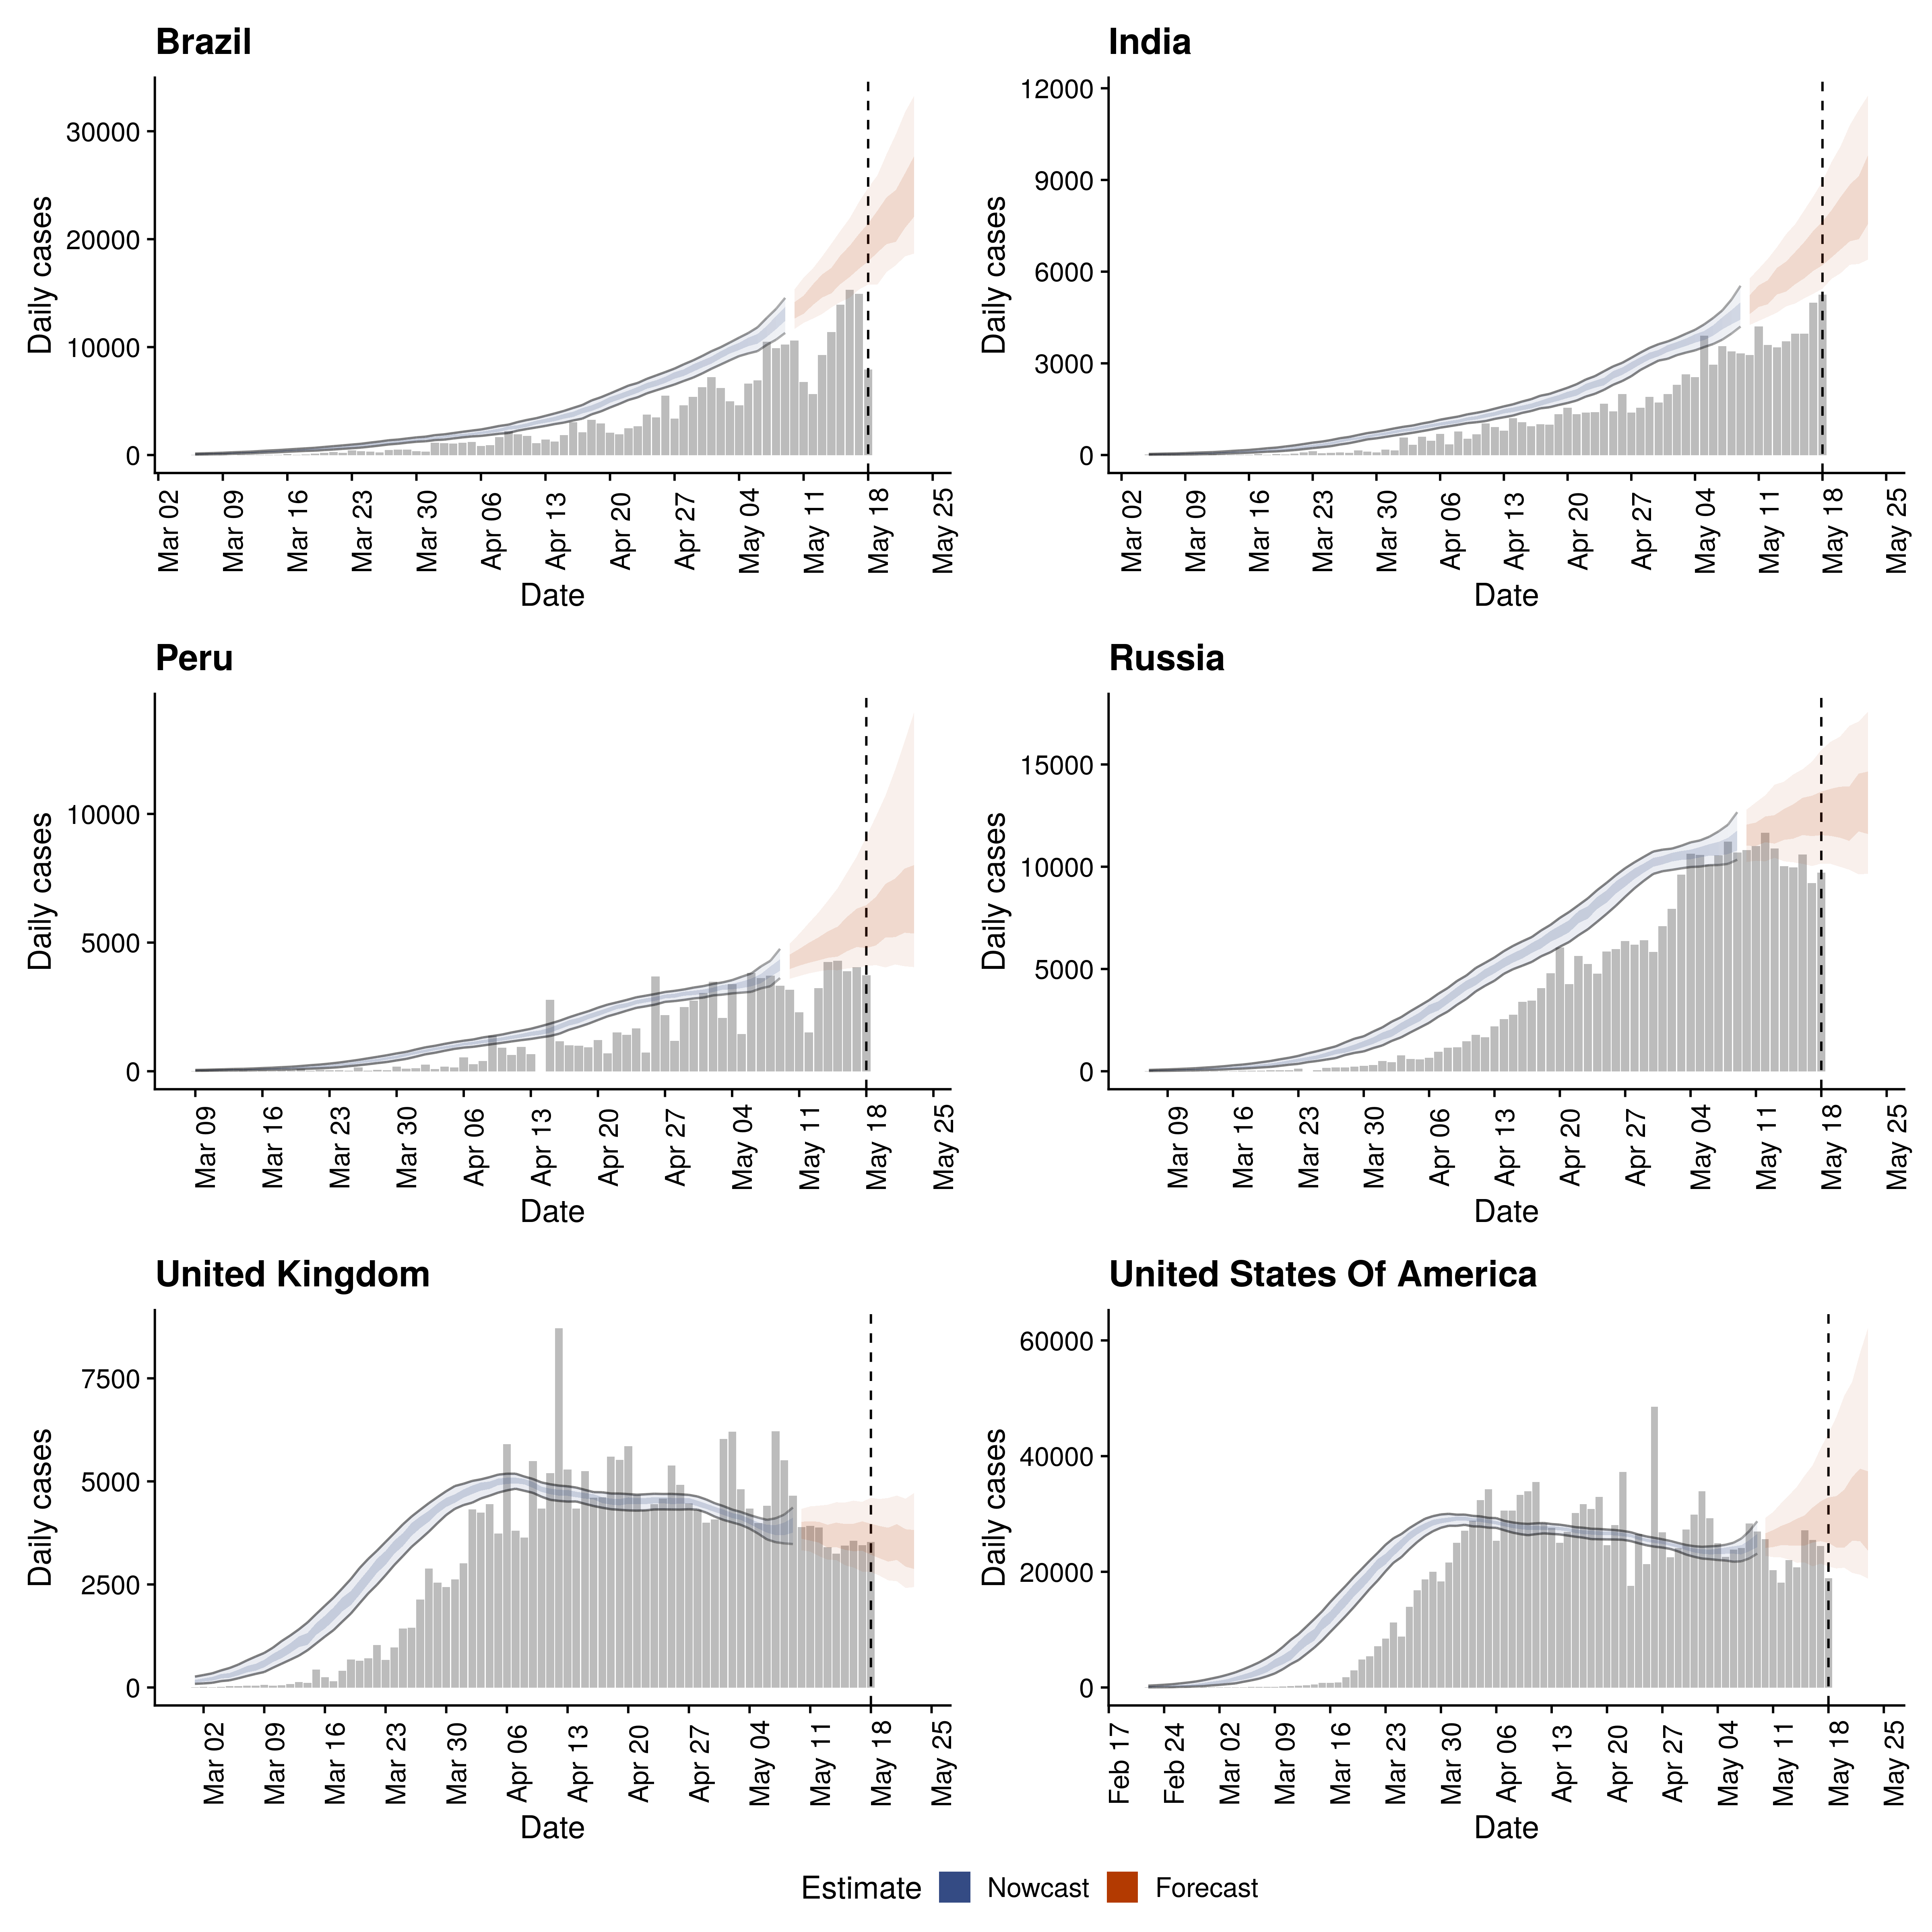 Brazil
Daily cases
30000
20000
10000
0
Mar 02
Mar 09
Mar 16
Mar 23
Mar 30
Apr 06
Apr 13
Apr 20
Apr 27
May 04
May 11
May 18
May 25
Date
India
Daily cases
12000
9000
6000
3000
0
Mar 02
Mar 09
Mar 16
Mar 23
Mar 30
Apr 06
Apr 13
Apr 20
Apr 27
May 04
May 11
May 18
May 25
Date
Peru
Daily cases
10000
5000
0
Mar 09
Mar 16
Mar 23
Mar 30
Apr 06
Apr 13
Apr 20
Apr 27
May 04
May 11
May 18
May 25
Date
Russia
Daily cases
15000
10000
5000
0
Mar 09
Mar 16
Mar 23
Mar 30
Apr 06
Apr 13
Apr 20
Apr 27
May 04
May 11
May 18
May 25
Date
United Kingdom
Daily cases
7500
5000
2500
0
Mar 02
Mar 09
Mar 16
Mar 23
Mar 30
Apr 06
Apr 13
Apr 20
Apr 27
May 04
May 11
May 18
May 25
Date
United States Of America
Daily cases
60000
40000
20000
0
Feb 17
Feb 24
Mar 02
Mar 09
Mar 16
Mar 23
Mar 30
Apr 06
Apr 13
Apr 20
Apr 27
May 04
May 11
May 18
May 25
Date
Estimate Nowcast Forecast